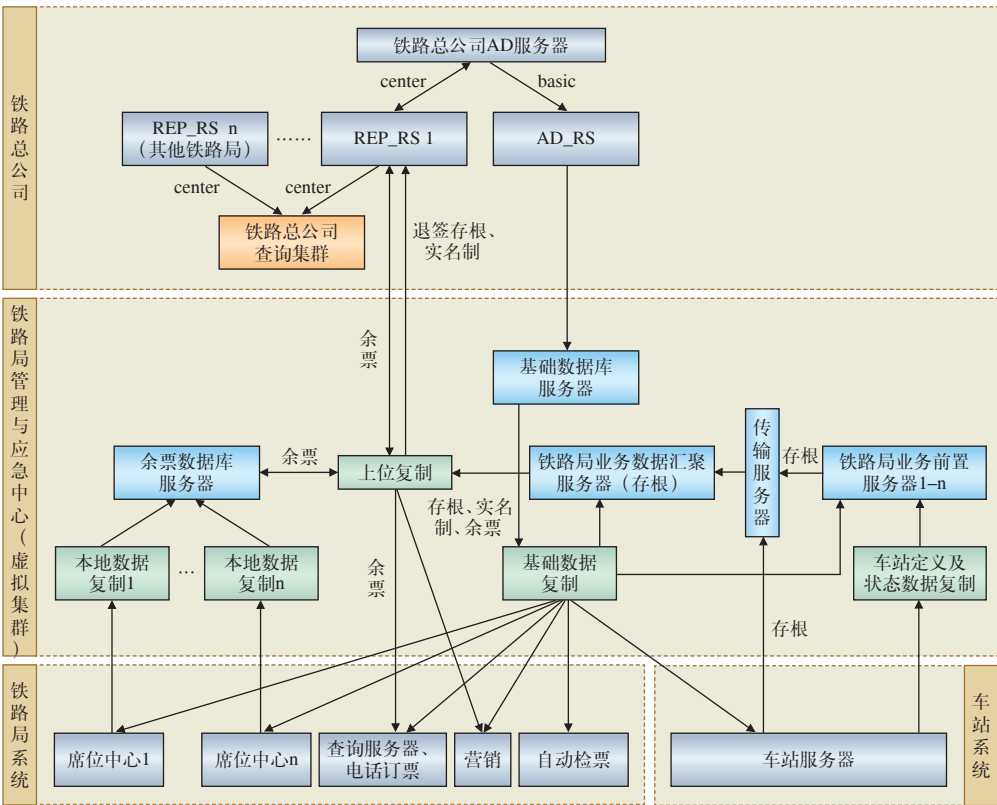 铁路总公司
铁路总公司AD服务器
center
basic
REP_RS n
（其他铁路局）
……
REP_RS 1
AD_RS
center
center
铁路总公司
查询集群
退签存根、
实名制
铁路局管理与应急中心（虚拟集群）
余票
基础数据库
服务器
余票数据库
服务器
余票
上位复制
铁路局业务数据汇聚
服务器（存根）
传输服务器
存根
铁路局业务前置
服务器1–n
存根、实名
制、余票
本地数据
复制1
…
本地数据
复制n
余票
基础数据
复制
车站定义及
状态数据复制
存根
铁路局系统
席位中心1
席位中心n
查询服务器、
电话订票
营销
自动检票
车站服务器
车站系统